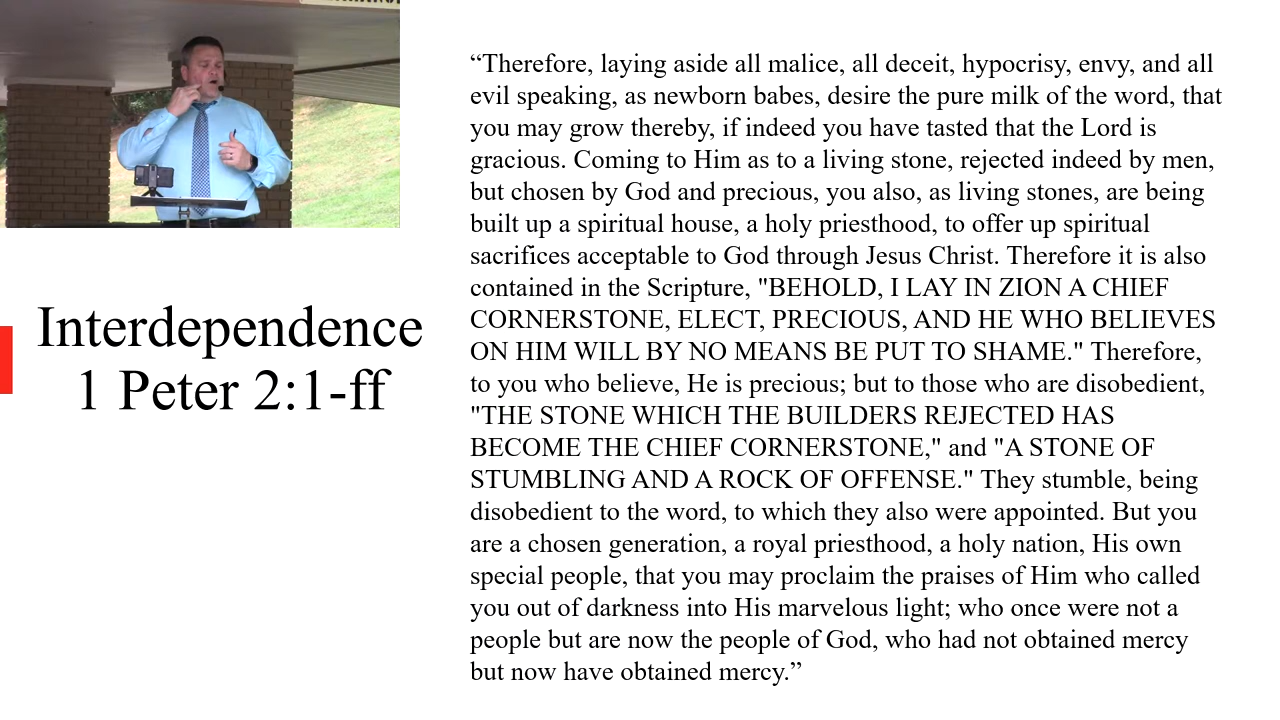 Interdependence
1 Peter 2:1-ff
“Therefore, laying aside all malice, all deceit, hypocrisy, envy, and all
evil speaking, as newborn babes, desire the pure milk of the word, that
you may grow thereby, if indeed you have tasted that the Lord is
gracious. Coming to Him as to a living stone, rejected indeed by men,
but chosen by God and precious, you also, as living stones, are being
built up a spiritual house, a holy priesthood, to offer up spiritual
sacrifices acceptable to God through Jesus Christ. Therefore it is also
contained in the Scripture, "BEHOLD, I LAY IN ZION A CHIEF
CORNERSTONE, ELECT, PRECIOUS, AND HE WHO BELIEVES
ON HIM WILL BY NO MEANS BE PUT TO SHAME." Therefore,
to you who believe, He is precious; but to those who are disobedient,
"THE STONE WHICH THE BUILDERS REJECTED HAS
BECOME THE CHIEF CORNERSTONE," and "A STONE OF
STUMBLING AND A ROCK OF OFFENSE." They stumble, being
disobedient to the word, to which they also were appointed. But you
are a chosen generation, a royal priesthood, a holy nation, His own
special people, that you may proclaim the praises of Him who called
you out of darkness into His marvelous light; who once were not a
people but are now the people of God, who had not obtained mercy
but now have obtained mercy.”